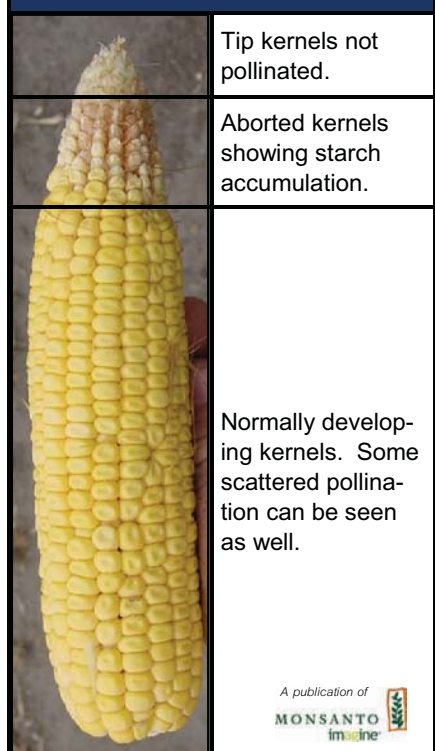 Tip kernels not
pollinated.
Aborted kernels
showing starch
accumulation.
Normally develop-
ing kernels.  Some
scattered pollina-
tion can be seen
as well.
A publication of
MONSANTO
imagine